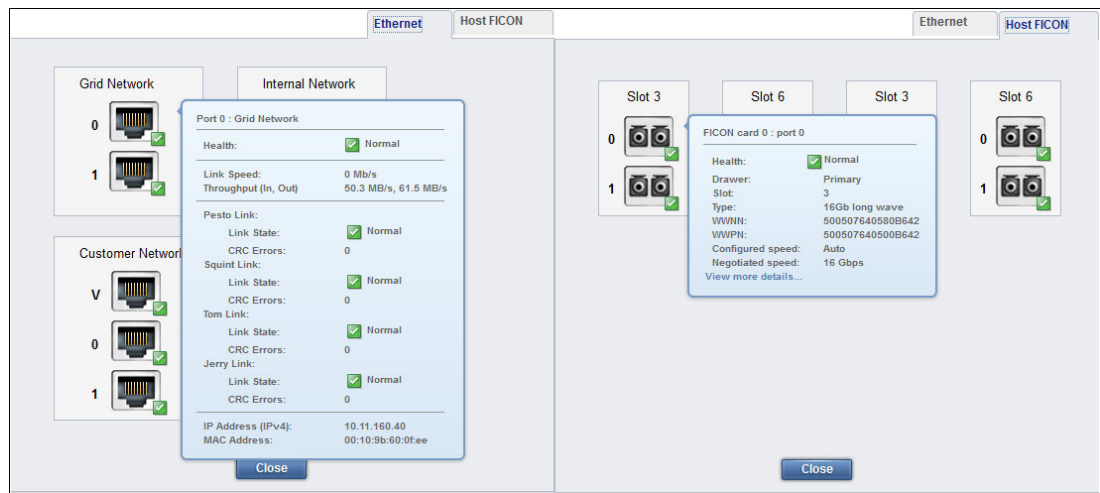 Ethernet
Host FICON
Grid Network
Internal Network
0
1
Customer Networ
V
0
1
Port 0 : Grid Network
Health: Normal
Link Speed: 0 Mb/s
Throughput (In, Out) 50.3 MB/s, 61.5 MB/s
Pesto Link:
Link State: Normal
CRC Errors: 0
Squint Link:
Link State: Normal
CRC Errors: 0
Tom Link:
Link State: Normal
CRC Errors: 0
Jerry Link:
Link State: Normal
CRC Errors: 0
IP Address (IPv4): 10.11.160.40
MAC Address: 00:10:9b:60:0f:ee
Close
Ethernet
Host FICON
Slot 3
Slot 6
Slot 3
Slot 6
0
1
0
1
FICON card 0 : port 0
Health: Normal
Drawer: Primary
Slot: 3
Type: 16Gb long wave
WWNN: 500507640580B642
WWPN: 500507640500B642
Configured speed: Auto
Negotiated speed: 16 Gbps
View more details...
Close